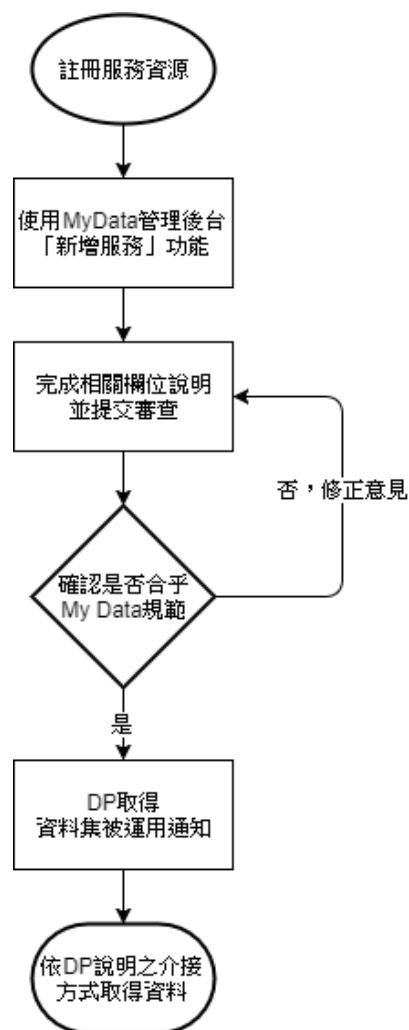 註冊服務資源
使用MyData管理後台
「新增服務」功能
完成相關欄位說明
並提交審查
否，修正意見
確認是否合乎
My Data規範
是
DP取得
資料集被運用通知
依DP說明之介接
方式取得資料